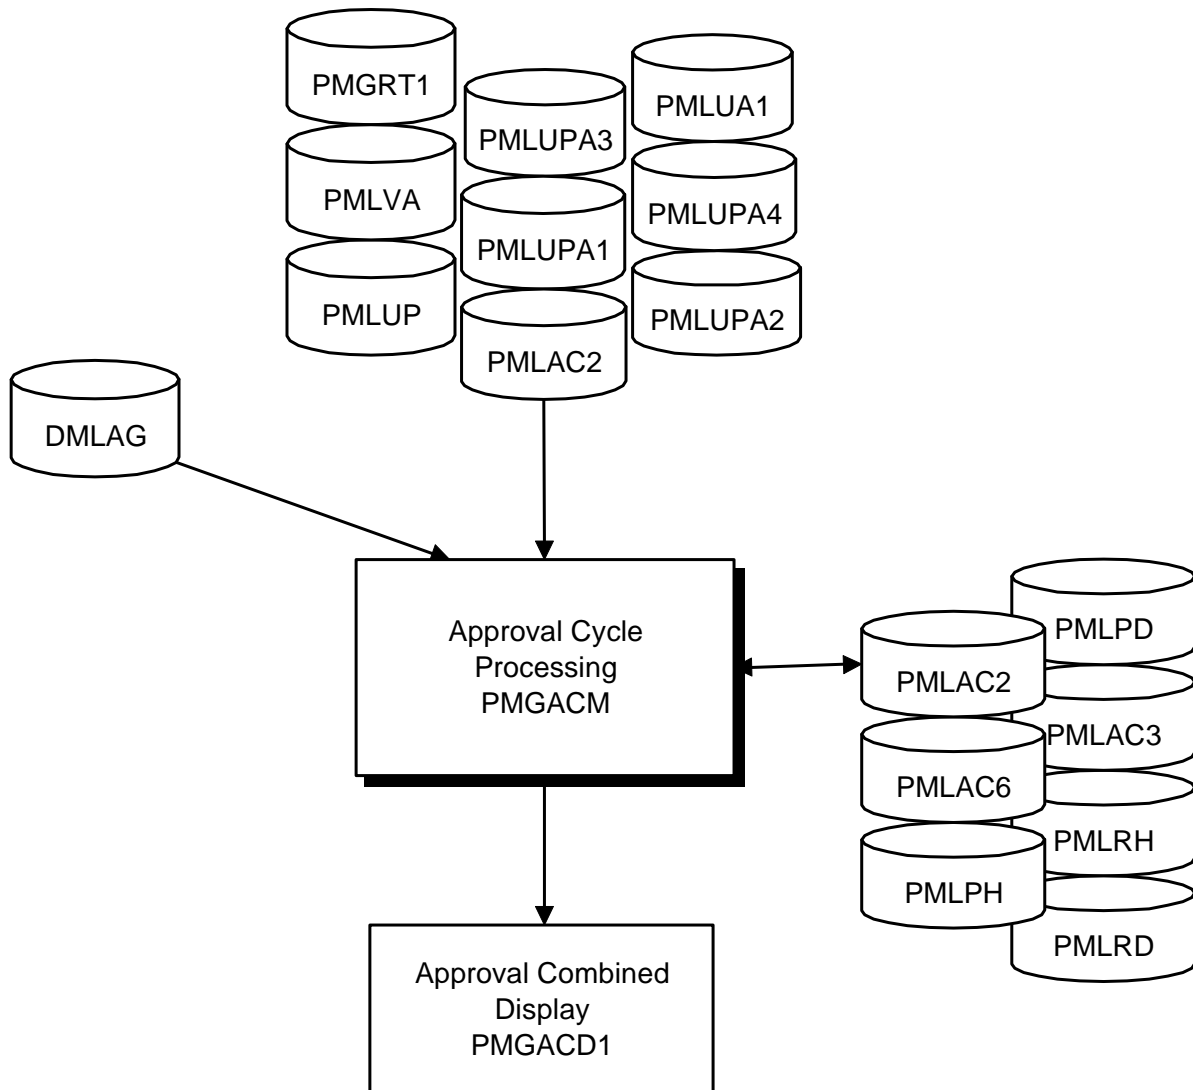 PMGRT1
PMLUPA3
PMLUA1
PMLVA
PMLUPA1
PMLUPA4
PMLUP
PMLAC2
PMLUPA2
DMLAG
Approval Cycle
Processing
PMGACM
PMLPD
PMLAC2
PMLAC3
PMLAC6
PMLRH
PMLPH
PMLRD
Approval Combined
Display
PMGACD1